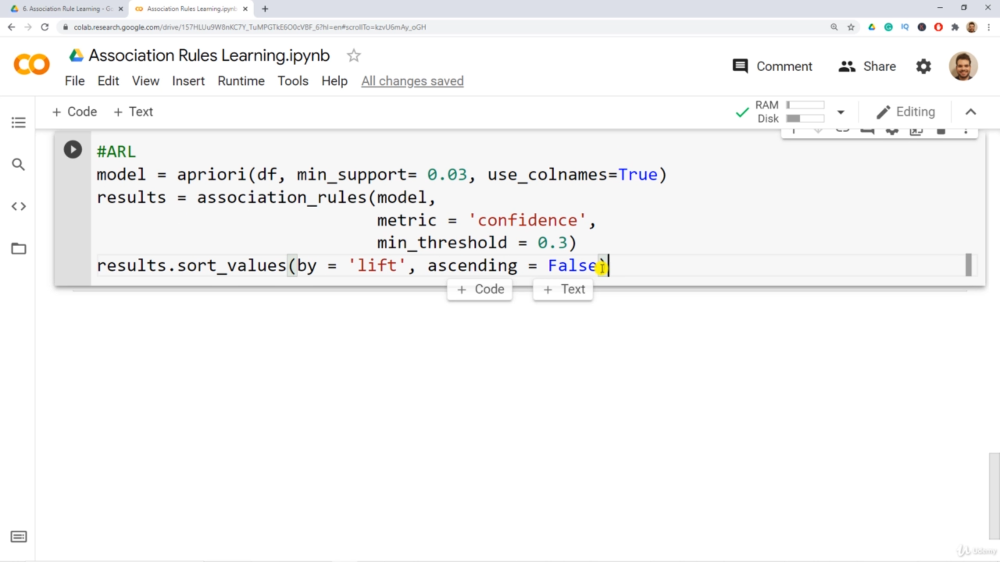 6. Association Rule Learning - Go
Association Rules Learning.ipynb
colab.research.google.com/drive/157HLUu9W8nKC7Y_TuMPGTkE6O0cVBF_6?hl=en#scrollTo=kzvU6mAy_oGH
Association Rules Learning.ipynb
Comment
Share
File Edit View Insert Runtime Tools Help All changes saved
+ Code + Text
RAM
Disk
Editing
#ARL
model = apriori(df, min_support= 0.03, use_colnames=True)
results = association_rules(model,
metric = 'confidence',
min_threshold = 0.3)
results.sort_values(by = 'lift', ascending = False)
+ Code + Text
Udemy